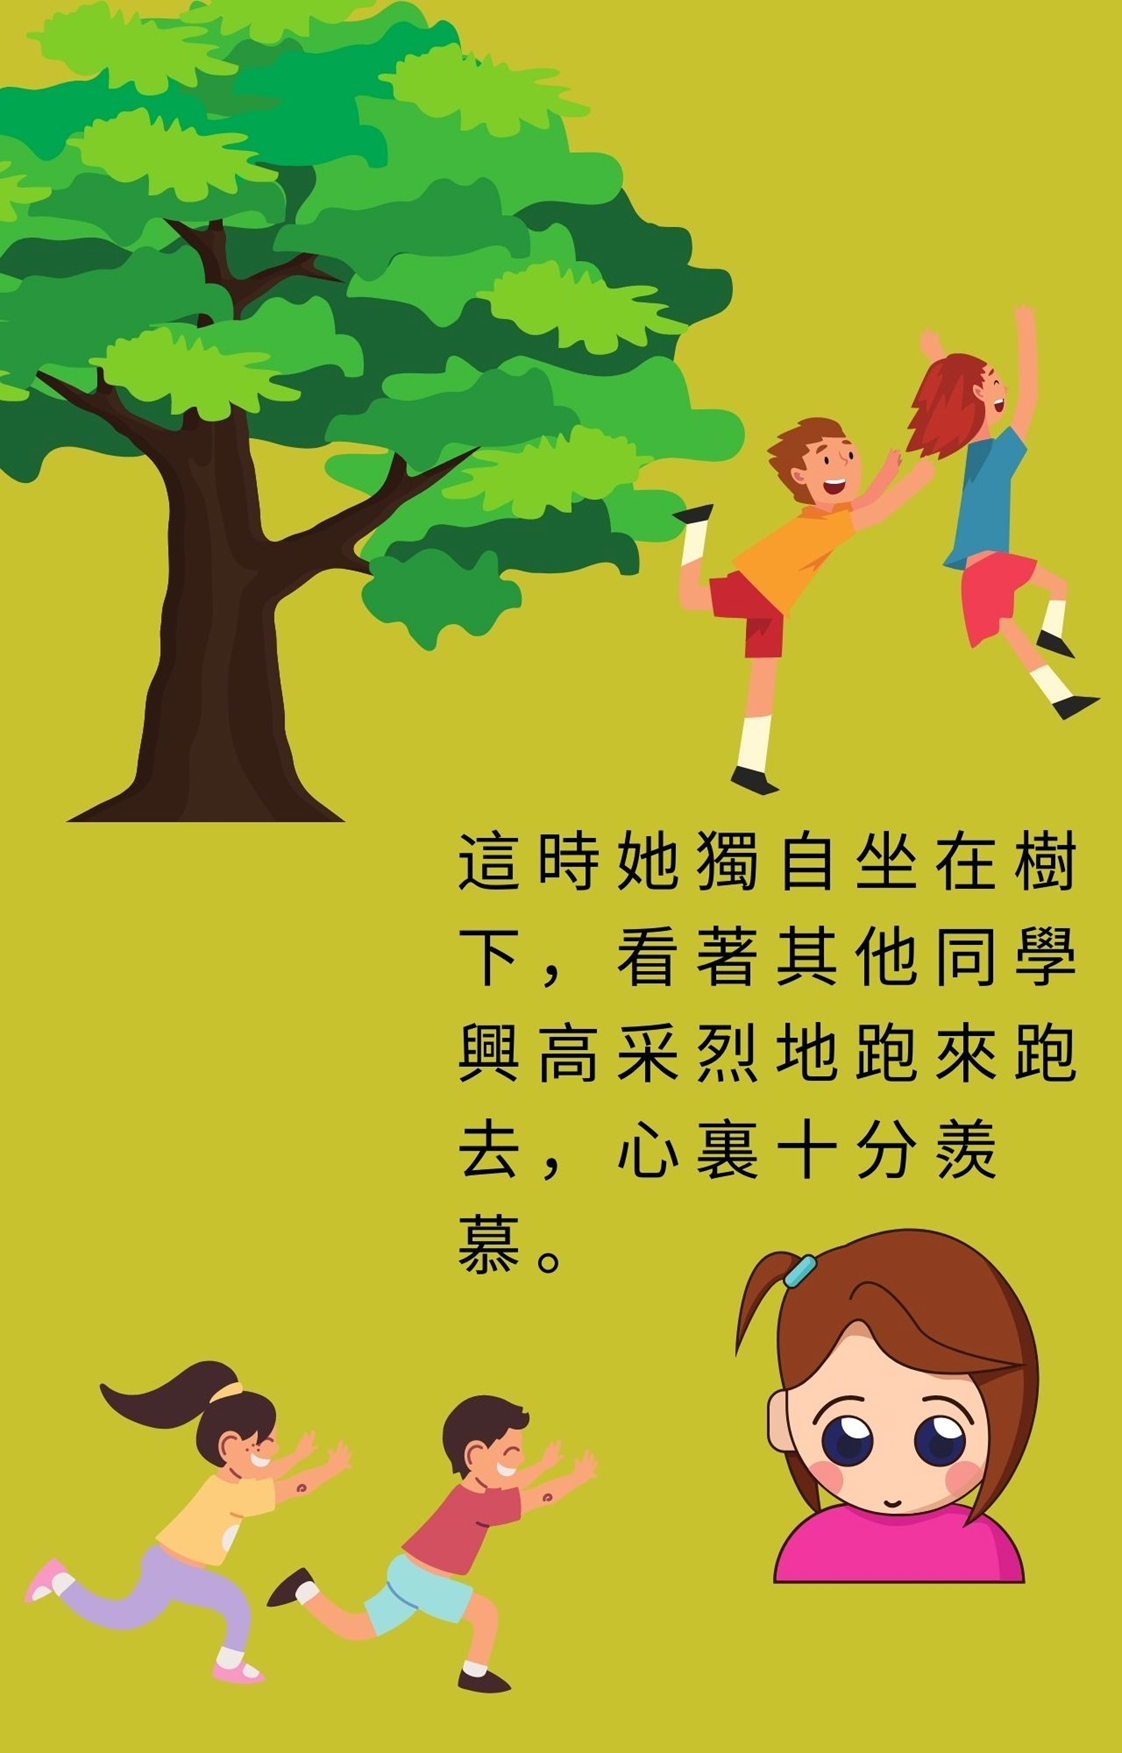 這時她獨自坐在樹
下，看著其他同學
興高采烈地跑來跑
去，心裏十分羨
慕。